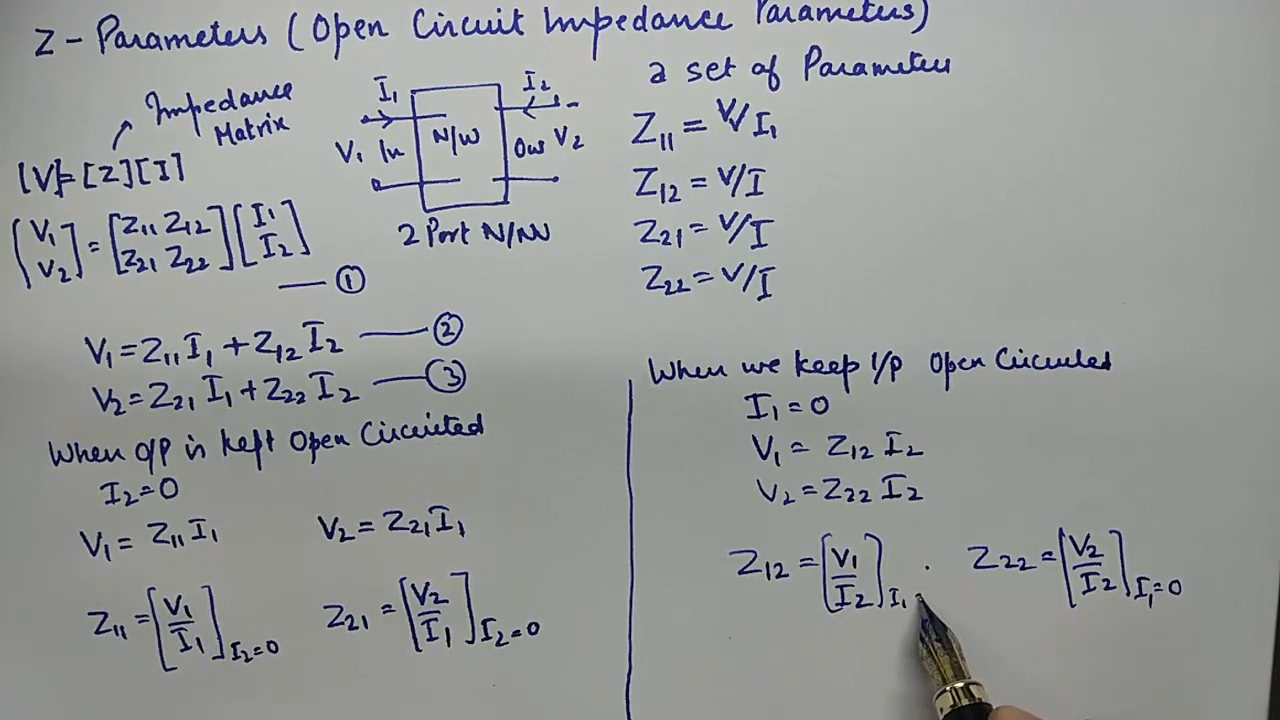 Z - Parameters (Open Circuit Impedance Parameters)
Impedance
Matrix
[V]=[Z][I]
[V1 V2] = [Z11 Z12 Z21 Z22] [I1 I2]
— ①
I1
I2
V1 In
N/W
Out V2
2 Port N/W
a set of Parameters
Z11 = V/I1
Z12 = V/I
Z21 = V/I
Z22 = V/I
V1 = Z11 I1 + Z12 I2 — ②
V2 = Z21 I1 + Z22 I2 — ③
When O/P is kept Open Circuited
I2 = 0
V1 = Z11 I1
V2 = Z21 I1
Z11 = [V1/I1] I2=0
Z21 = [V2/I1] I2=0
When we keep I/P Open Circuited
I1 = 0
V1 = Z12 I2
V2 = Z22 I2
Z12 = [V1/I2] I1 =
Z22 = [V2/I2] I1=0